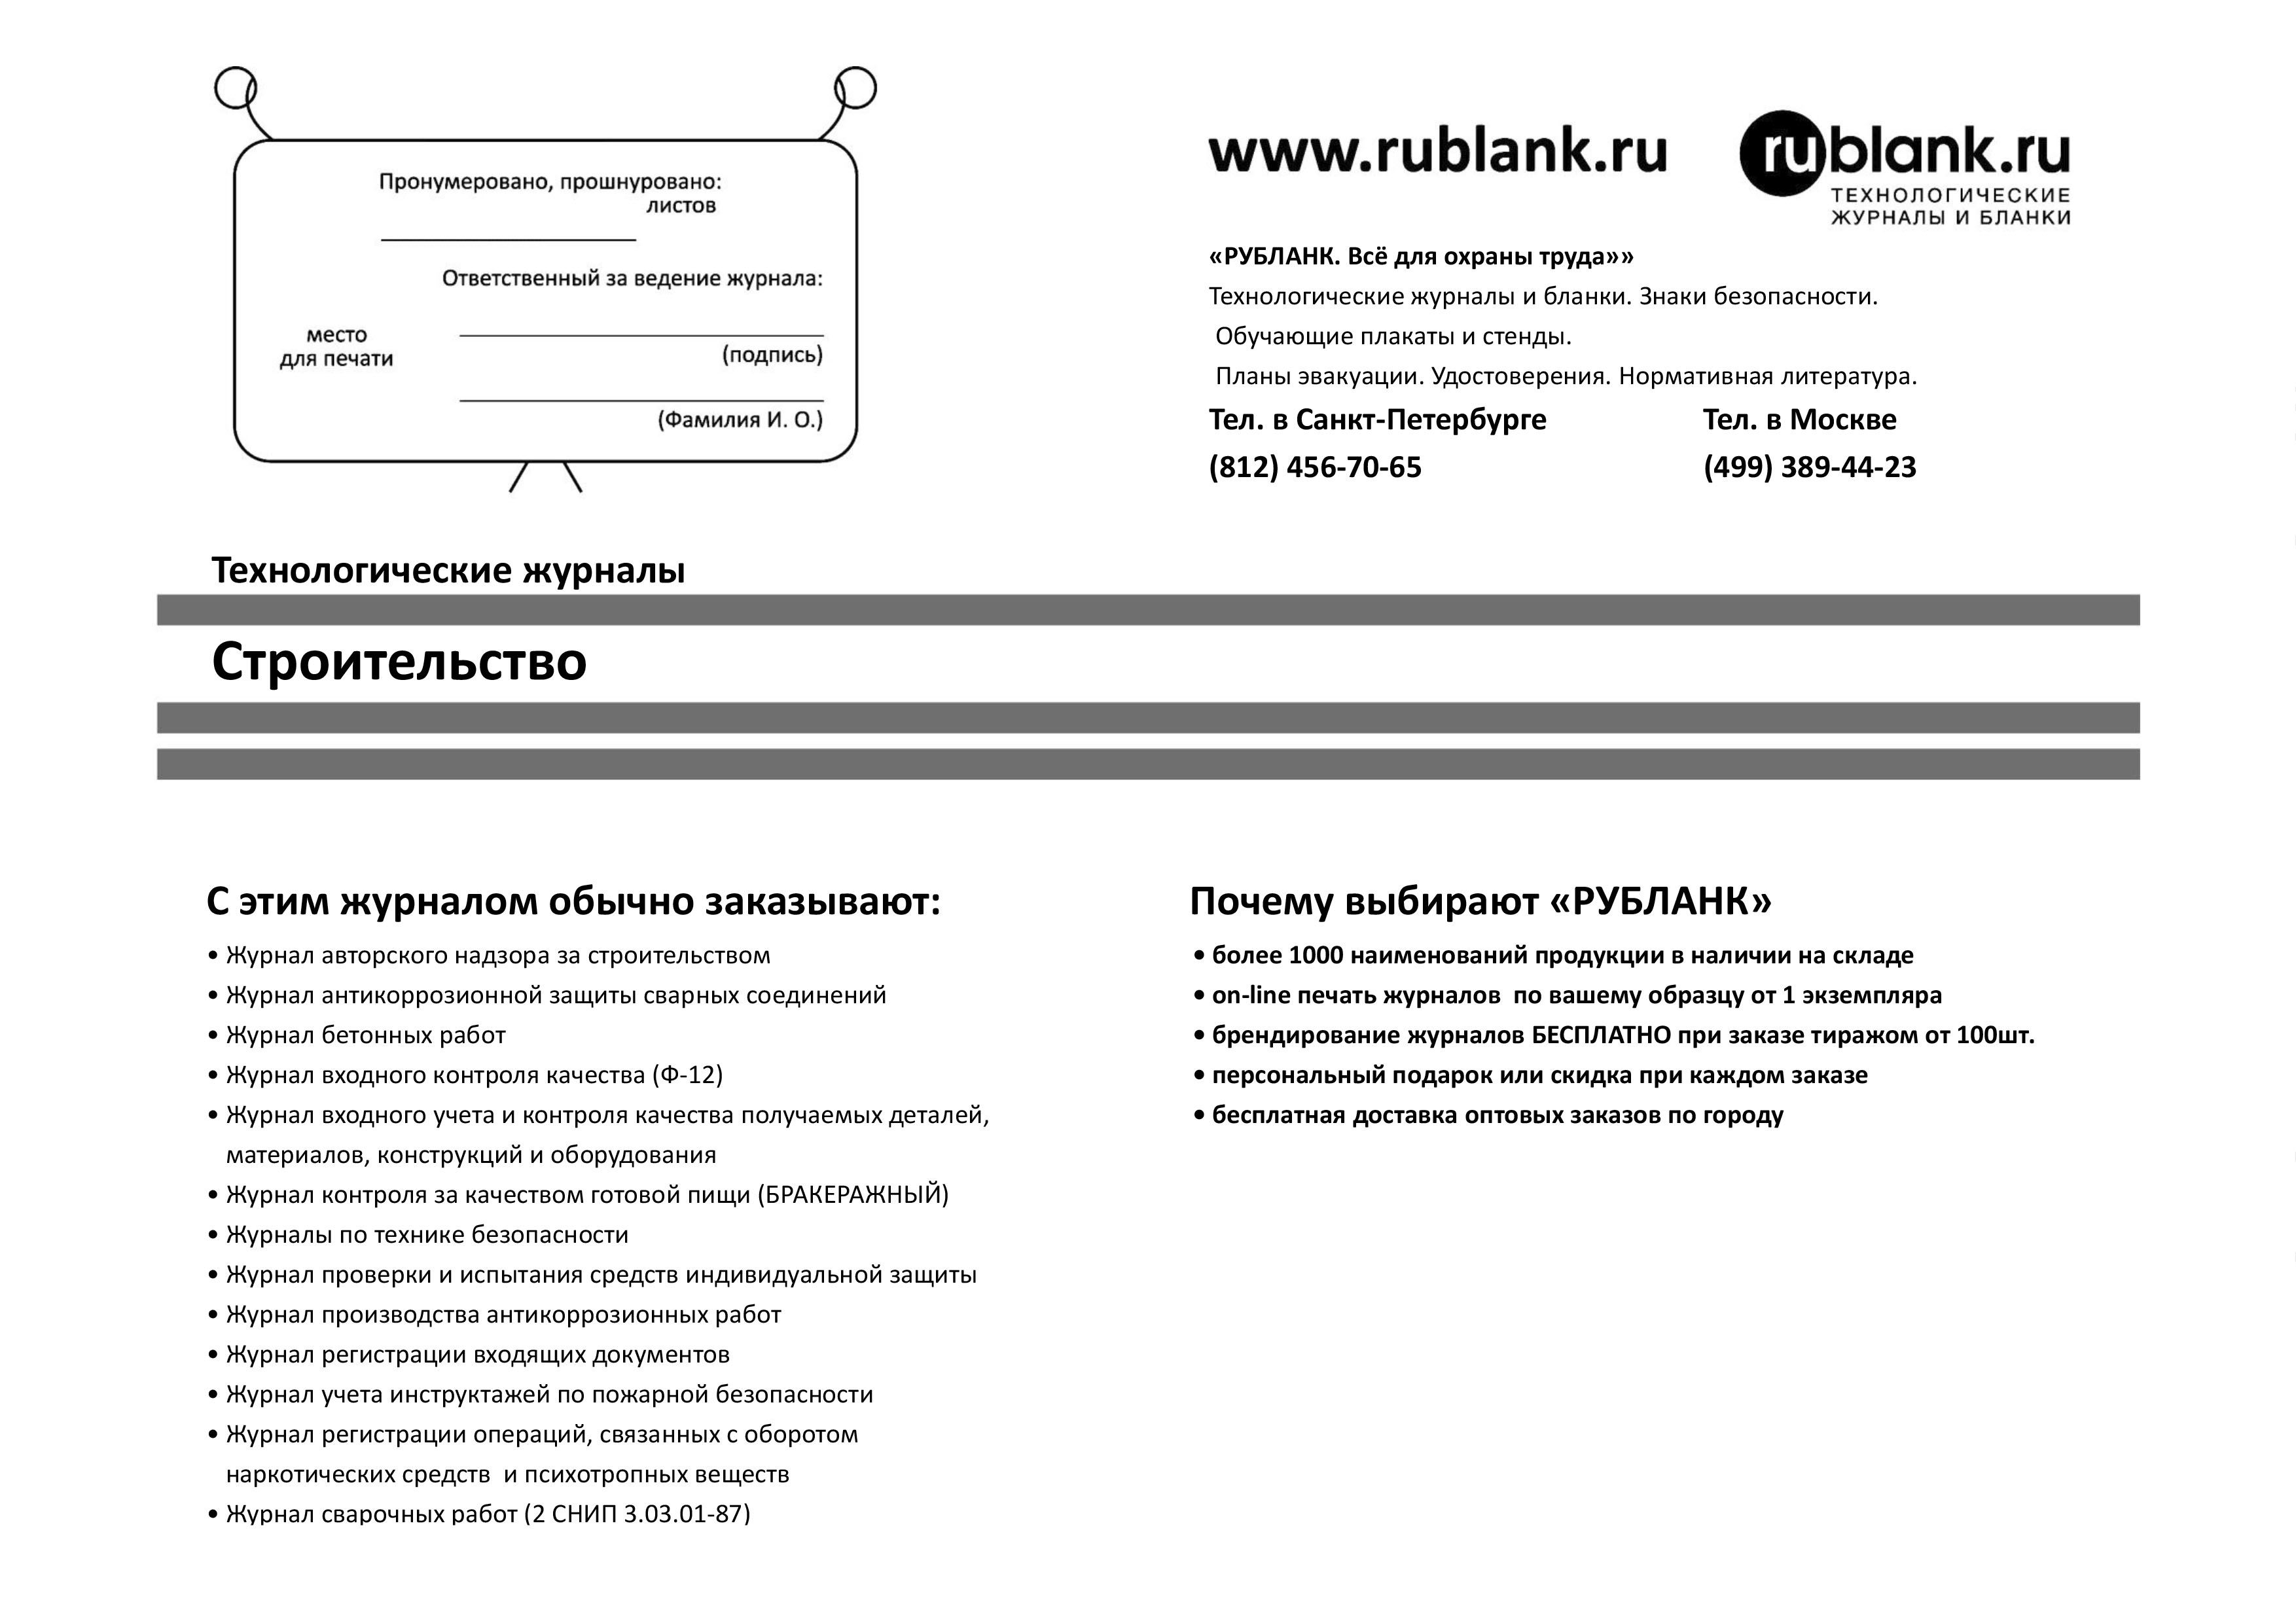 Пронумеровано, прошнуровано:
листов
Ответственный за ведение журнала:
место
для печати
(подпись)
(Фамилия И. О.)
www.rublank.ru
rublank.ru
ТЕХНОЛОГИЧЕСКИЕ
ЖУРНАЛЫ И БЛАНКИ
«РУБЛАНК. Всё для охраны труда»»
Технологические журналы и бланки. Знаки безопасности.
Обучающие плакаты и стенды.
Планы эвакуации. Удостоверения. Нормативная литература.
Тел. в Санкт-Петербурге
(812) 456-70-65
Тел. в Москве
(499) 389-44-23
Технологические журналы
Строительство
С этим журналом обычно заказывают:
• Журнал авторского надзора за строительством
• Журнал антикоррозионной защиты сварных соединений
• Журнал бетонных работ
• Журнал входного контроля качества (Ф-12)
• Журнал входного учета и контроля качества получаемых деталей,
материалов, конструкций и оборудования
• Журнал контроля за качеством готовой пищи (БРАКЕРАЖНЫЙ)
• Журналы по технике безопасности
• Журнал проверки и испытания средств индивидуальной защиты
• Журнал производства антикоррозионных работ
• Журнал регистрации входящих документов
• Журнал учета инструктажей по пожарной безопасности
• Журнал регистрации операций, связанных с оборотом
наркотических средств  и психотропных веществ
• Журнал сварочных работ (2 СНИП 3.03.01-87)
Почему выбирают «РУБЛАНК»
• более 1000 наименований продукции в наличии на складе
• on-line печать журналов  по вашему образцу от 1 экземпляра
• брендирование журналов БЕСПЛАТНО при заказе тиражом от 100шт.
• персональный подарок или скидка при каждом заказе
• бесплатная доставка оптовых заказов по городу